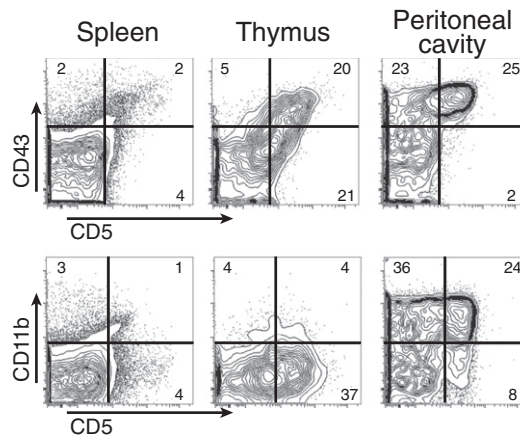 Spleen Thymus Peritoneal
cavity
2 2 5 20 23 25
CD43
4 21 2
CD5
3 1 4 4 36 24
CD11b
4 37 8
CD5